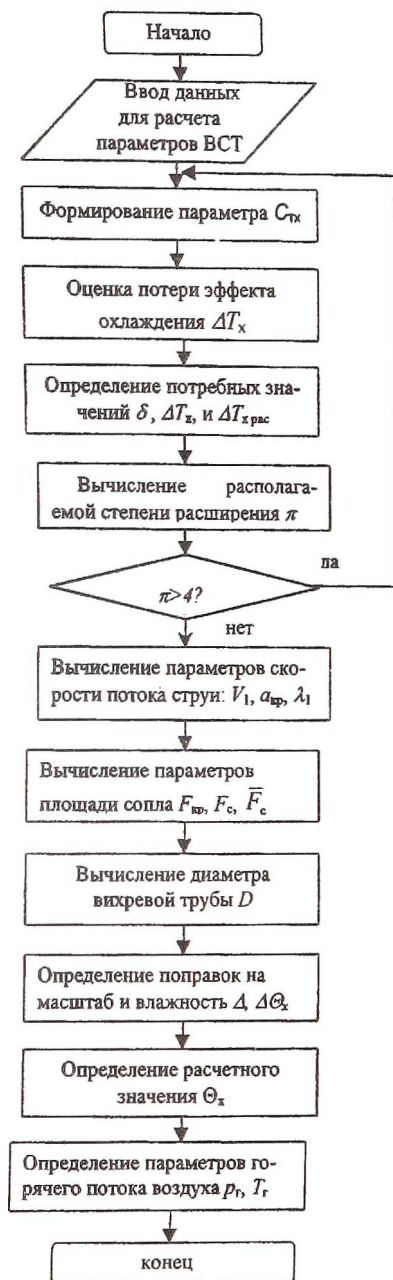 Начало
Ввод данных
для расчета
параметров ВСТ
Формирование параметра Cтх
Оценка потери эффекта
охлаждения ΔTх
Определение потребных зна-
чений δ, ΔTх, и ΔTх рас
Вычисление располагае-
емой степени расширения π
π>4?
да
нет
Вычисление параметров ско-
рости потока струи: V₁, aкр, λ₁
Вычисление параметров
площади сопла Fкр, Fс, F̅с
Вычисление диаметра
вихревой трубы D
Определение поправок на
масштаб и влажность Δ, ΔΘх
Определение расчетного
значения Θх
Определение параметров го-
рячего потока воздуха pг, Tг
конец